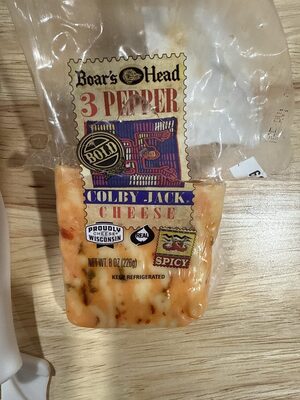 Boar's Head
3 PEPPER
BOLD
COLBY JACK
CHEESE
PROUDLY
WISCONSIN
CHEESE
REAL
SPICY
NET WT. 8 OZ (226g)
KEEP REFRIGERATED